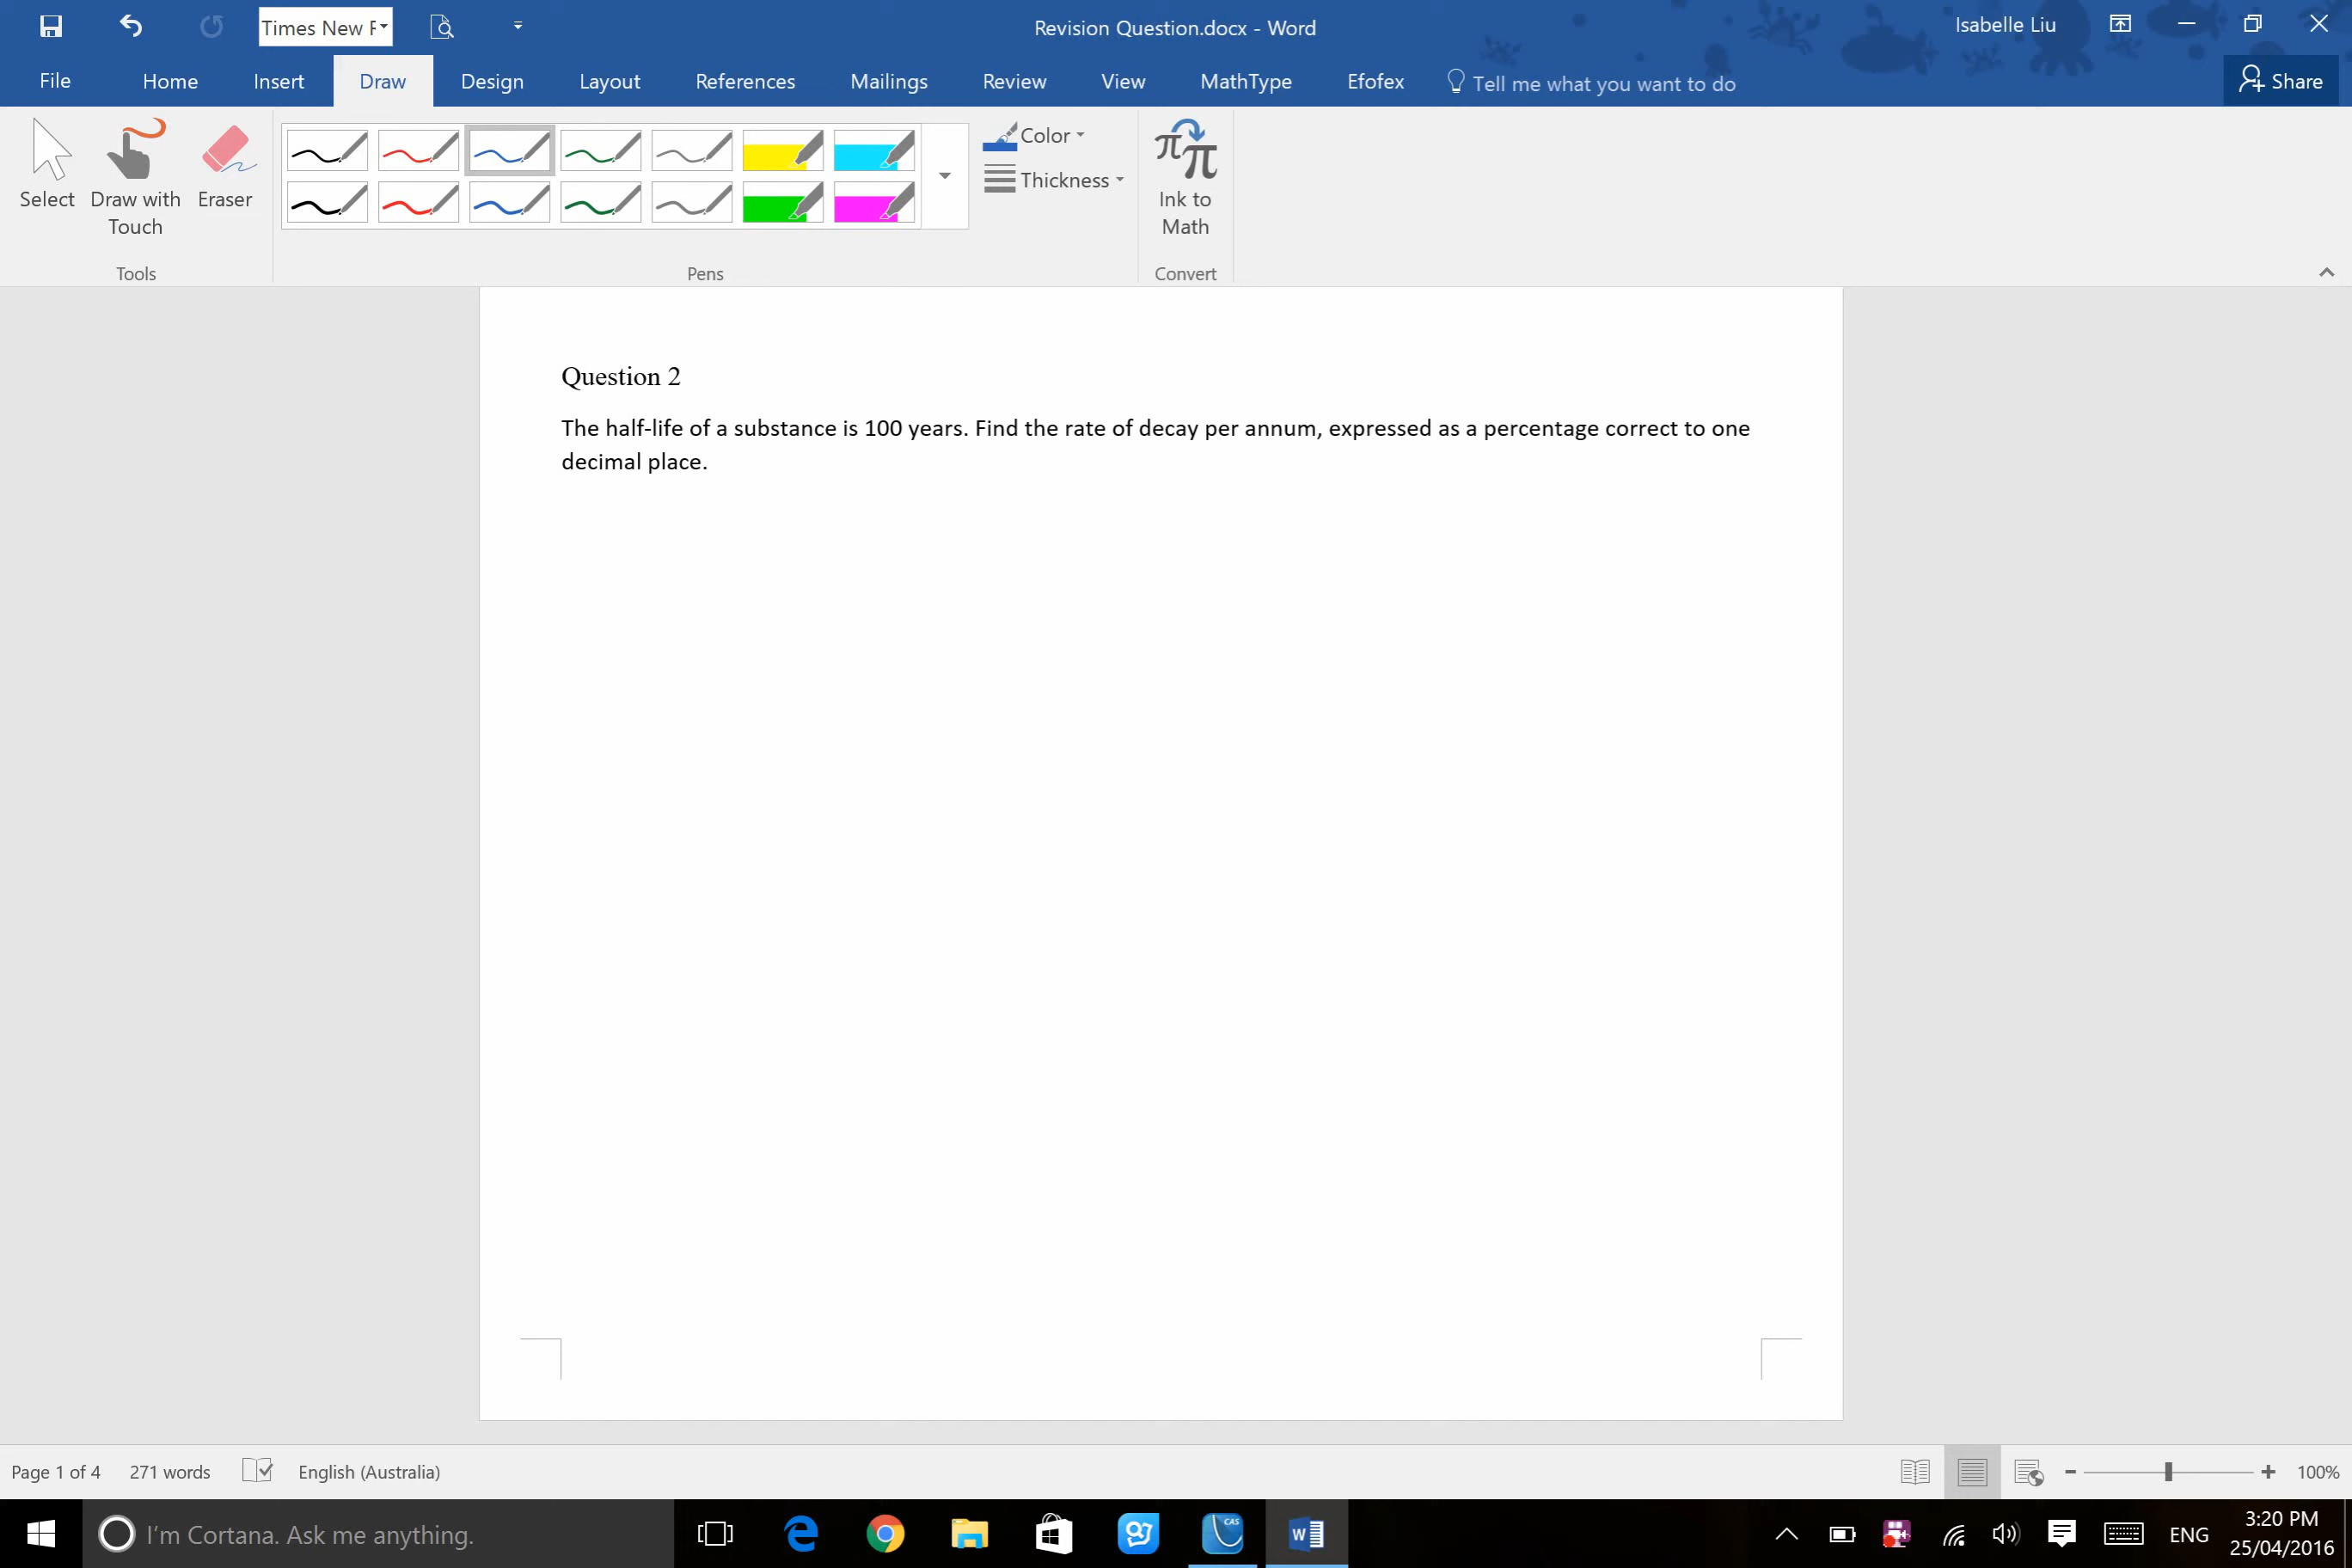 Times New F
Revision Question.docx - Word
Isabelle Liu
File Home Insert Draw Design Layout References Mailings Review View MathType Efofex Tell me what you want to do Share
Select Draw with Touch Eraser
Color
Thickness
Ink to Math
Tools Pens Convert
Question 2
The half-life of a substance is 100 years. Find the rate of decay per annum, expressed as a percentage correct to one
decimal place.
Page 1 of 4 271 words English (Australia) 100%
I'm Cortana. Ask me anything.
CAS
W
ENG
3:20 PM
25/04/2016